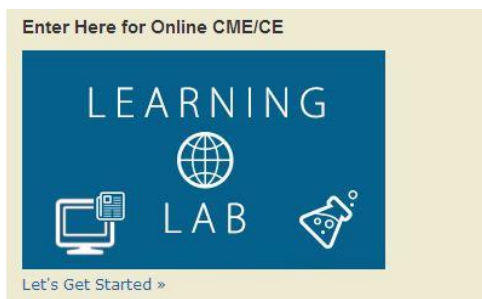 Enter Here for Online CME/CE
LEARNING
LAB
Let's Get Started »